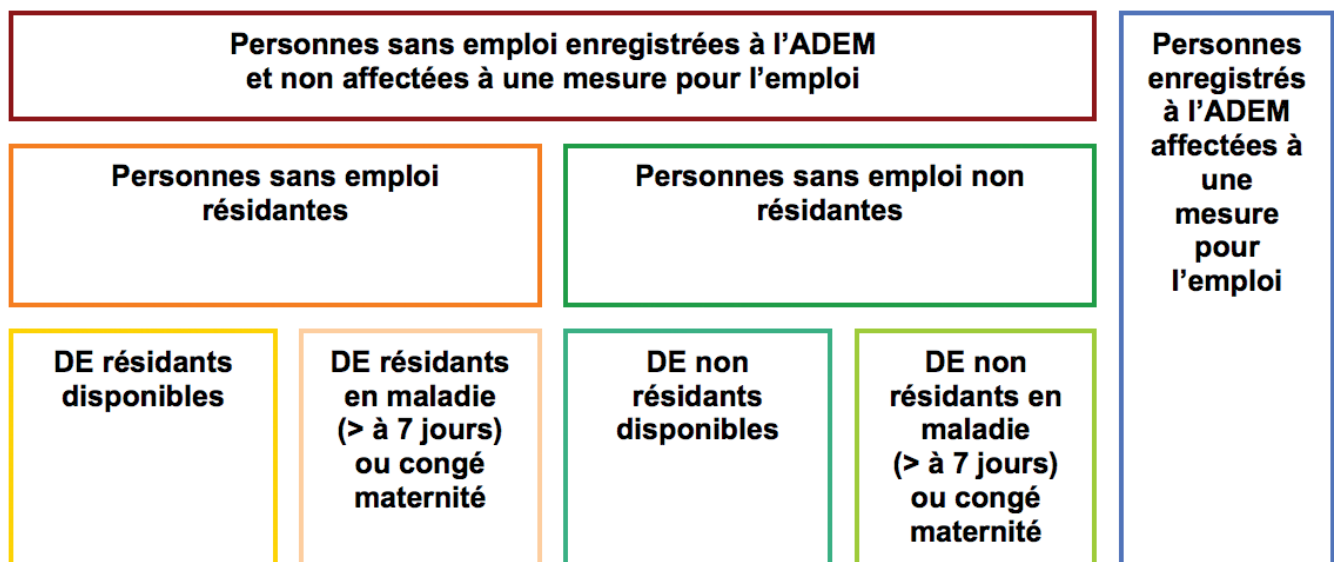 Personnes sans emploi enregistrées à l'ADEM
et non affectées à une mesure pour l'emploi
Personnes
enregistrés
à l'ADEM
affectées à
une
mesure
pour
l'emploi
Personnes sans emploi
résidantes
Personnes sans emploi non
résidantes
DE résidants
disponibles
DE résidants
en maladie
(> à 7 jours)
ou congé
maternité
DE non
résidants
disponibles
DE non
résidants en
maladie
(> à 7 jours)
ou congé
maternité